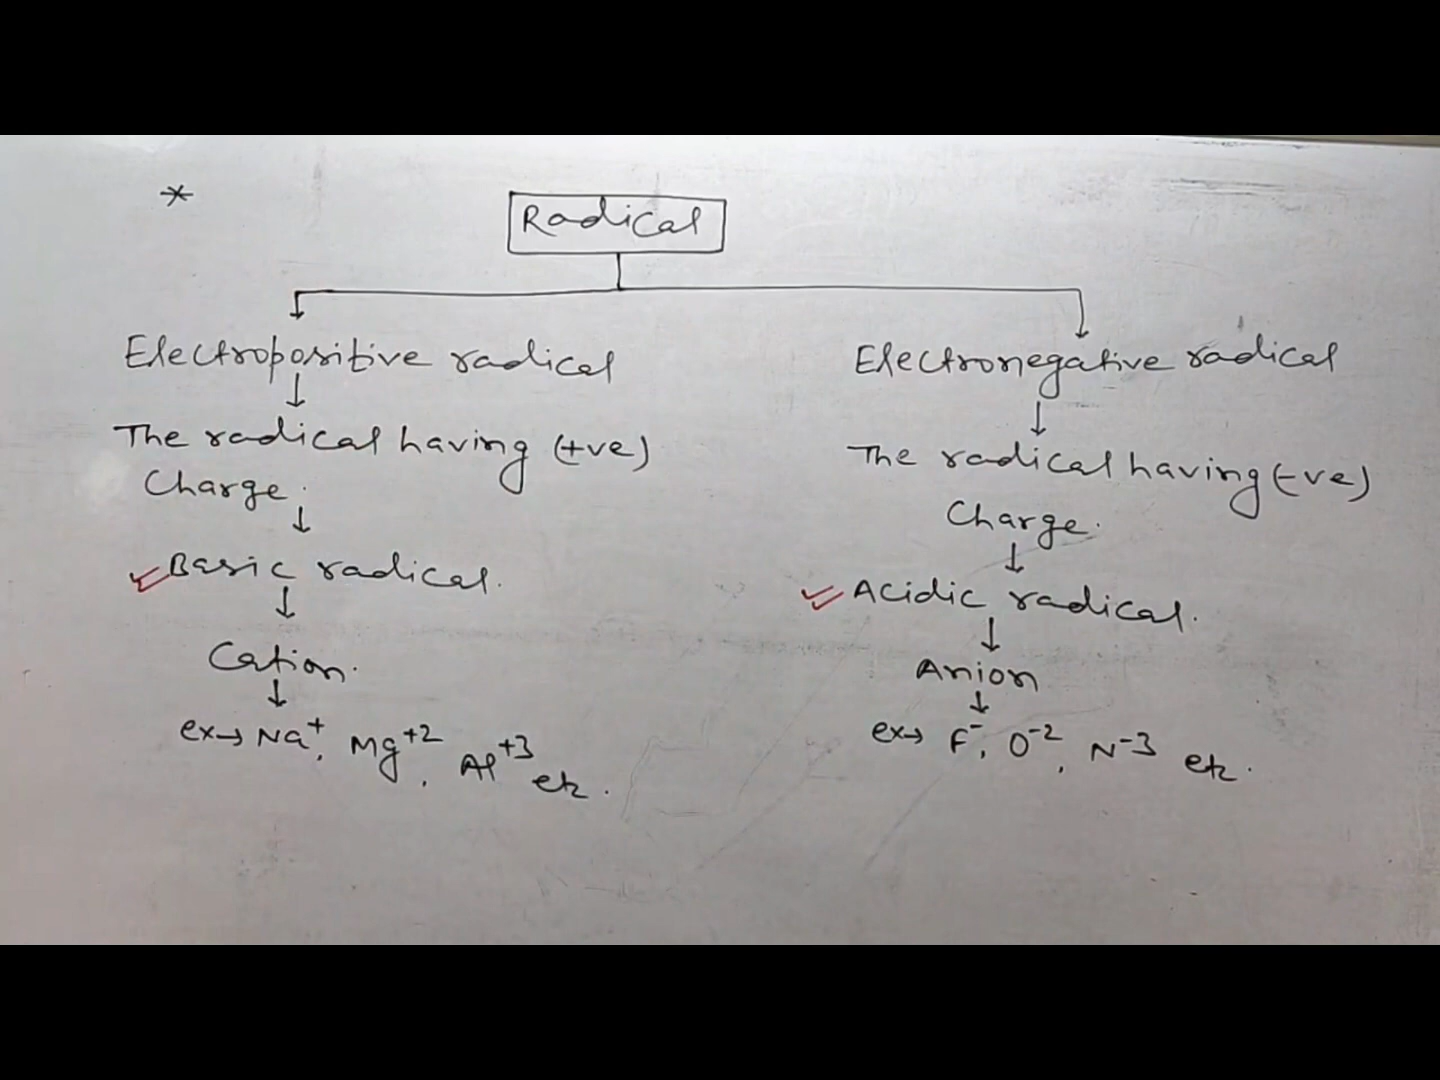 *
Radical
Electropositive radical
The radical having (+ve)
Charge.
Basic radical.
Cation.
ex→ Na⁺, Mg⁺², Al⁺³ etc.
Electronegative radical
The radical having (-ve)
Charge.
Acidic radical.
Anion
ex→ F⁻, O⁻², N⁻³ etc.